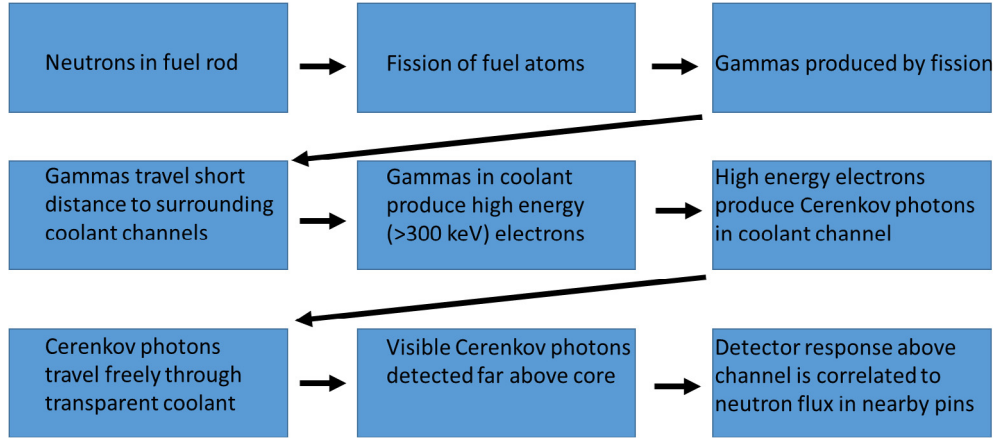 Neutrons in fuel rod
Fission of fuel atoms
Gammas produced by fission
Gammas travel short
distance to surrounding
coolant channels
Gammas in coolant
produce high energy
(>300 keV) electrons
High energy electrons
produce Cerenkov photons
in coolant channel
Cerenkov photons
travel freely through
transparent coolant
Visible Cerenkov photons
detected far above core
Detector response above
channel is correlated to
neutron flux in nearby pins